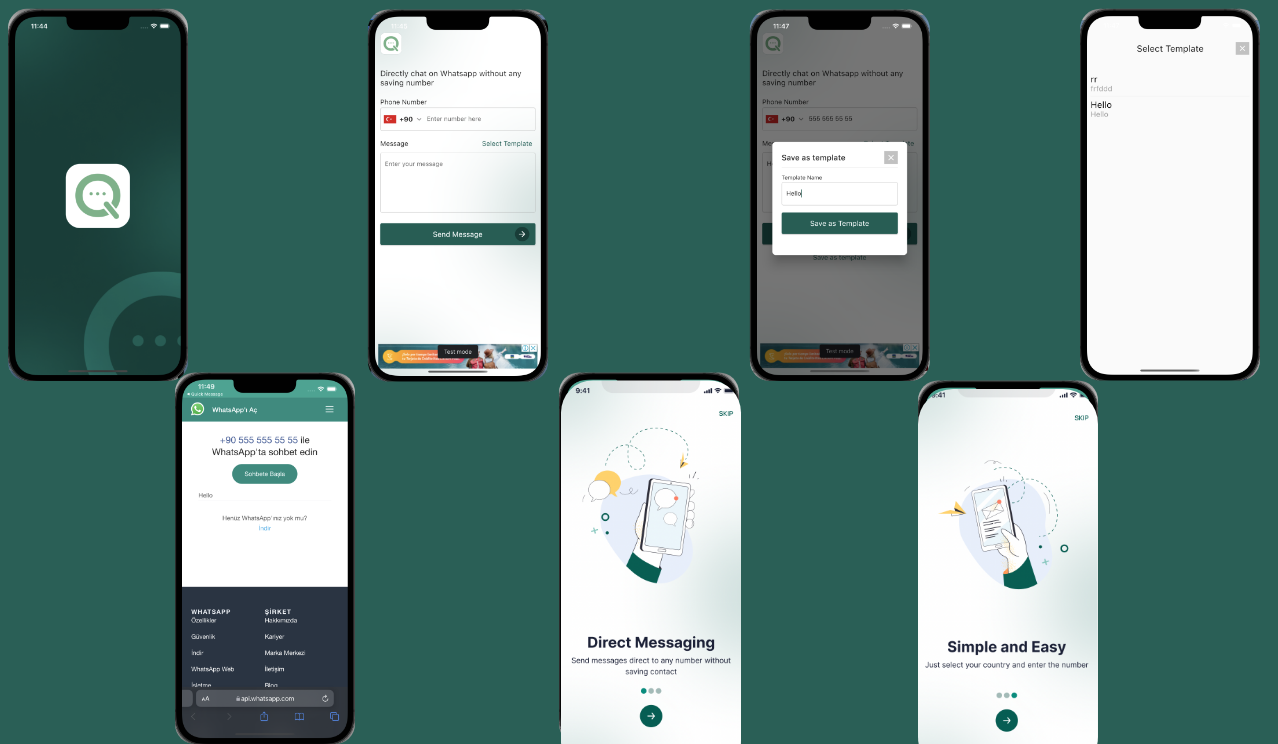 11:44
Directly chat on Whatsapp without any
saving number
Phone Number
+90 Enter number here
Message Select Template
Enter your message
Send Message
Test mode
11:47
Directly chat on Whatsapp without any
saving number
Phone Number
+90 555 555 55 55
Save as template
Template Name
Hello
Save as Template
Save as template
Test mode
Select Template
rr
rrfddd
Hello
Hello
11:49
Quick Message
WhatsApp'ı Aç
+90 555 555 55 55 ile
WhatsApp'ta sohbet edin
Sohbete Başla
Hello
Henüz WhatsApp'ınız yok mu?
İndir
WHATSAPP ŞİRKET
Özellikler Hakkımızda
Güvenlik Kariyer
İndir Marka Merkezi
WhatsApp Web İletişim
İşletme Blog
AA api.whatsapp.com
9:41
SKIP
Direct Messaging
Send messages direct to any number without
saving contact
9:41
SKIP
Simple and Easy
Just select your country and enter the number